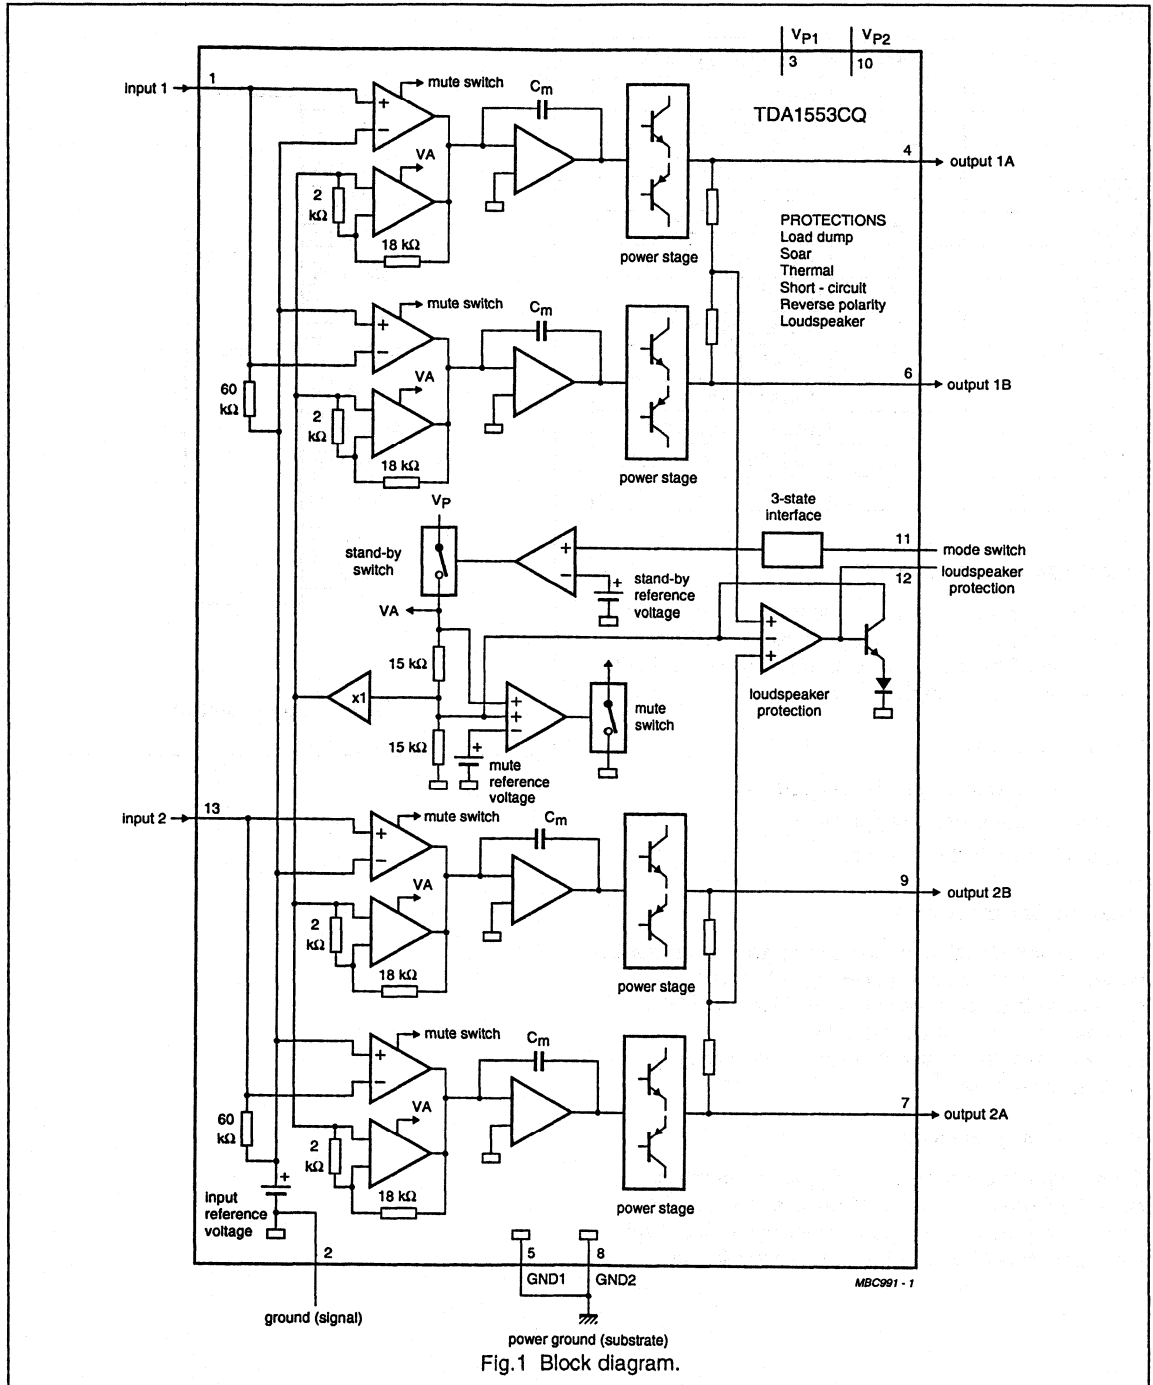 VP1 VP2
3 10
input 1 1 mute switch Cm
TDA1553CQ
+
−
4 output 1A
VA
2 kΩ
18 kΩ
power stage
PROTECTIONS
Load dump
Soar
Thermal
Short - circuit
Reverse polarity
Loudspeaker
mute switch Cm
+
−
6 output 1B
VA
60 kΩ
2 kΩ
18 kΩ
power stage
VP
3-state
interface
11 mode switch
stand-by
switch
+
−
+
stand-by
reference
voltage
12 loudspeaker
protection
VA
+
−
+
loudspeaker
protection
15 kΩ
x1
+
+
−
mute
switch
15 kΩ
+
mute
reference
voltage
input 2 13 mute switch Cm
+
−
9 output 2B
VA
2 kΩ
18 kΩ
power stage
mute switch Cm
+
−
7 output 2A
VA
60 kΩ
2 kΩ
18 kΩ
power stage
+
input
reference
voltage
2 5 8
GND1 GND2
MBC991 - 1
ground (signal)
power ground (substrate)
Fig.1 Block diagram.